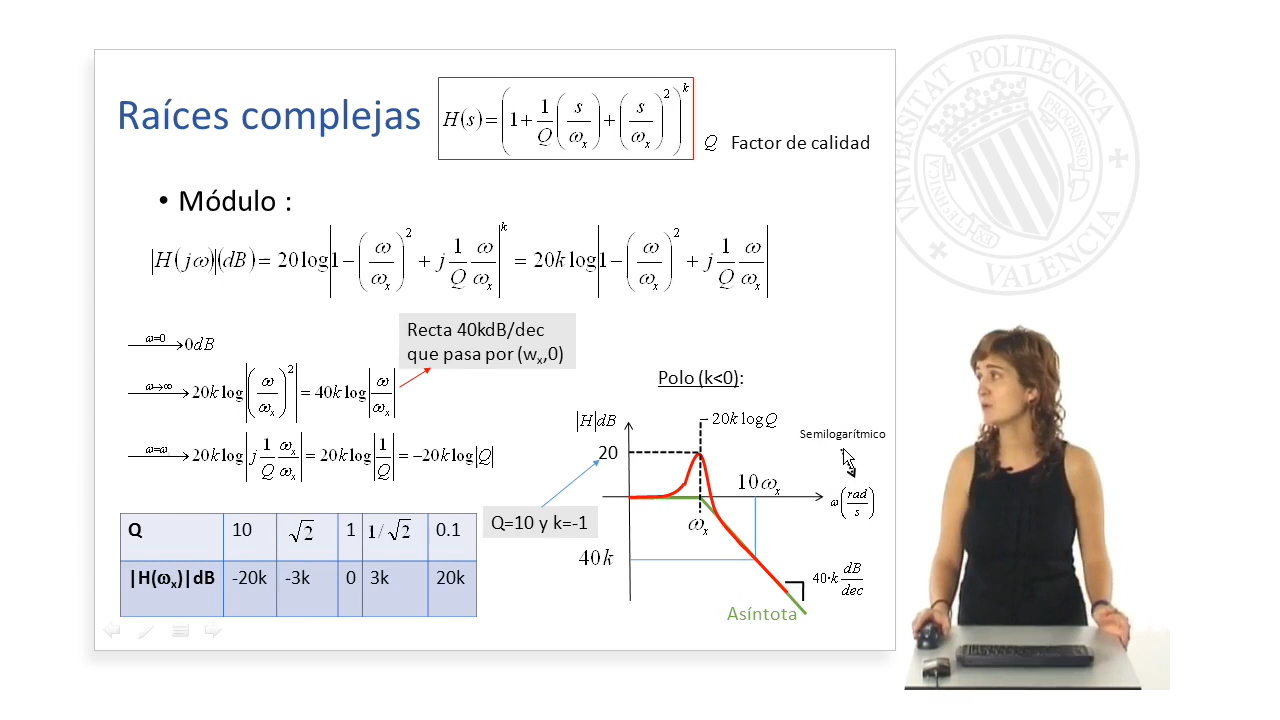 Raíces complejas
H(s)=(1+1/Q(s/ωx)+(s/ωx)²)^k
Q Factor de calidad
• Módulo :
|H(jω)|(dB)=20log|1−(ω/ωx)²+j 1/Q ω/ωx|^k=20k log|1−(ω/ωx)²+j 1/Q ω/ωx|
ω=0 0dB
Recta 40kdB/dec
que pasa por (wx,0)
ω→∞ 20k log|(ω/ωx)²|=40k log|ω/ωx|
ω=ωx 20k log|j 1/Q ωx/ωx|=20k log|1/Q|=−20k log|Q|
Polo (k<0):
|H|dB
−20k logQ
Semilogarítmico
20
10ωx
ω(rad/s)
Q=10 y k=-1
ωx
40k
40·k dB/dec
Asíntota
Q 10 √2 1 1/√2 0.1
|H(ωx)|dB -20k -3k 0 3k 20k
UNIVERSITAT POLITÈCNICA
VALENCIA